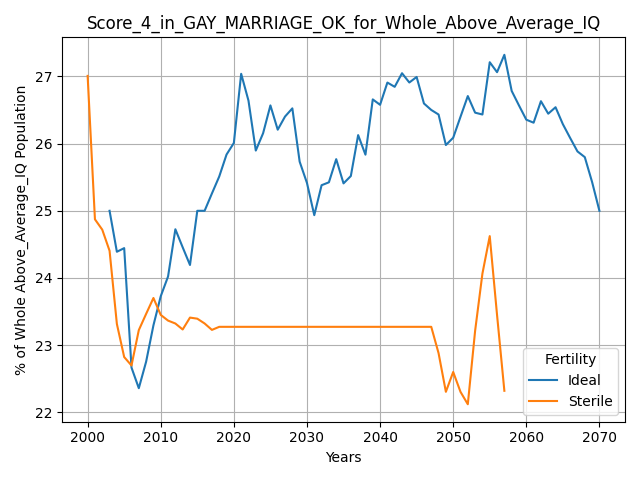 Score_4_in_GAY_MARRIAGE_OK_for_Whole_Above_Average_IQ
% of Whole Above_Average_IQ Population
27
26
25
24
23
22
Fertility
Ideal
Sterile
2000 2010 2020 2030 2040 2050 2060 2070
Years